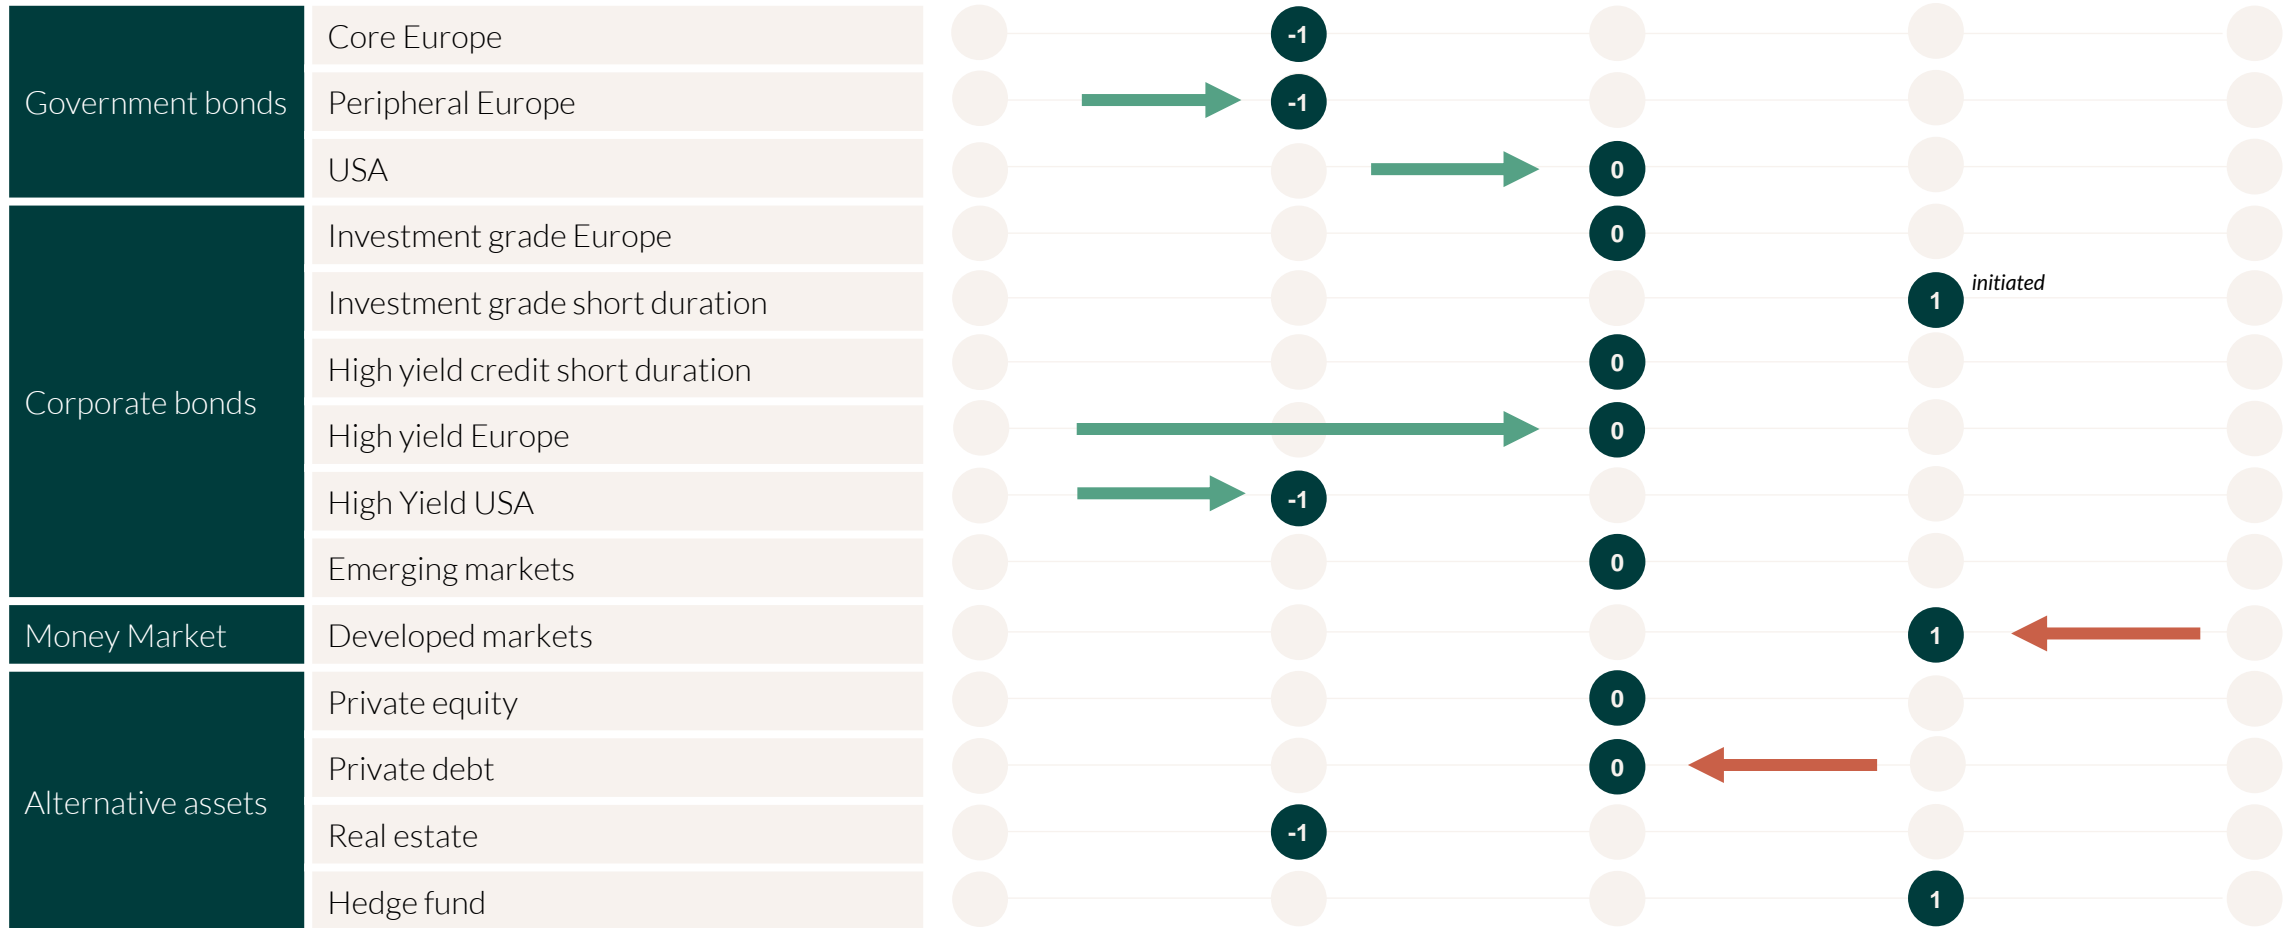 Government bonds
Core Europe
-1
Peripheral Europe
-1
USA
0
Corporate bonds
Investment grade Europe
0
Investment grade short duration
1
initiated
High yield credit short duration
0
High yield Europe
0
High Yield USA
-1
Emerging markets
0
Money Market
Developed markets
1
Alternative assets
Private equity
0
Private debt
0
Real estate
-1
Hedge fund
1